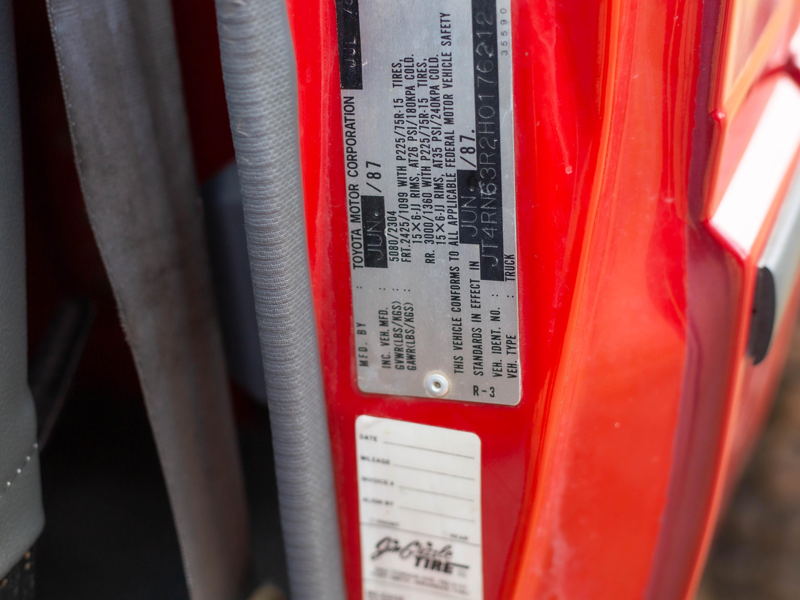 MFD. BY : TOYOTA MOTOR CORPORATION
INC. VEH. MFD. : JUN. /87
GVWR(LBS/KGS) : 5080/2304
GAWR(LBS/KGS) : FRT. 2425/1099 WITH P225/75R-15 TIRES,
15×6-JJ RIMS, AT26 PSI/180KPA COLD.
RR. 3000/1360 WITH P225/75R-15 TIRES,
15×6-JJ RIMS, AT35 PSI/240KPA COLD.
THIS VEHICLE CONFORMS TO ALL APPLICABLE FEDERAL MOTOR VEHICLE SAFETY
STANDARDS IN EFFECT IN JUN. /87.
VEH. IDENT. NO. : JT4RN63R2H0176212
VEH. TYPE : TRUCK
R-3
35590
DATE
MILEAGE
INVOICE #
ALIGN BY
TIRE